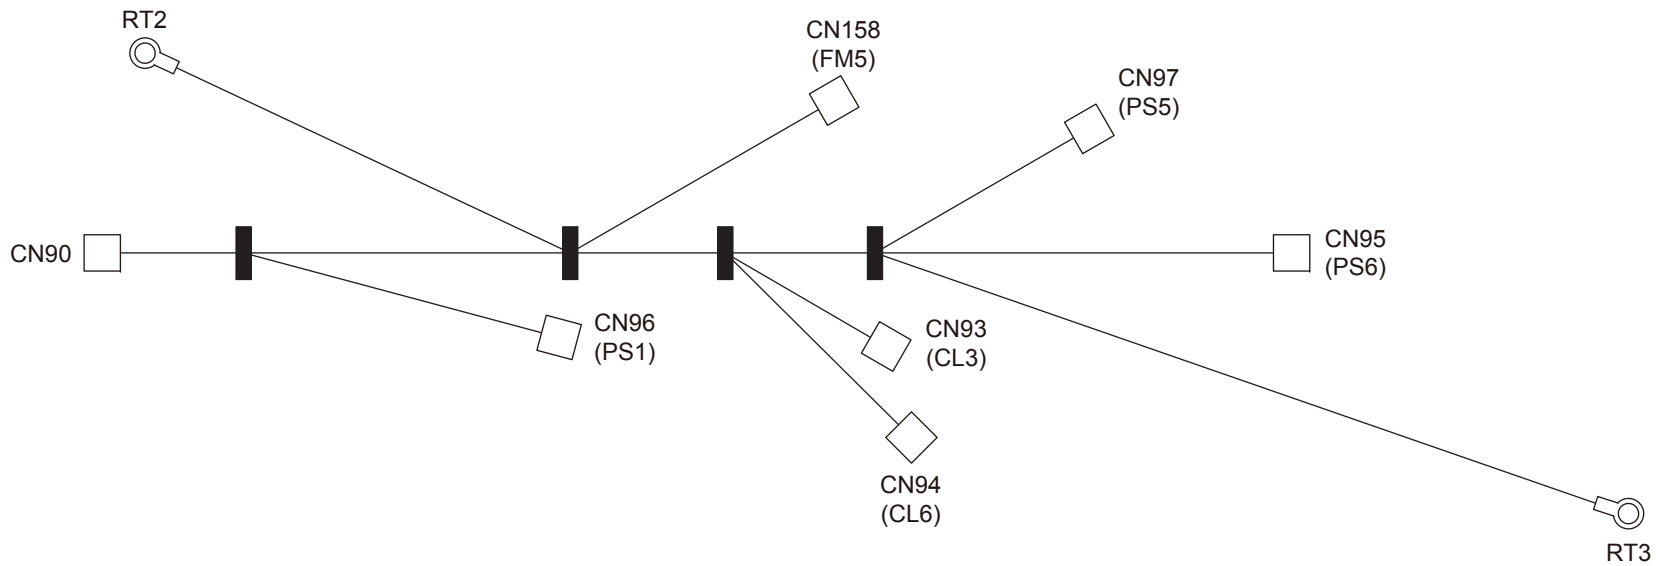 RT2
CN158
(FM5)
CN97
(PS5)
CN90
CN95
(PS6)
CN96
(PS1)
CN93
(CL3)
CN94
(CL6)
RT3